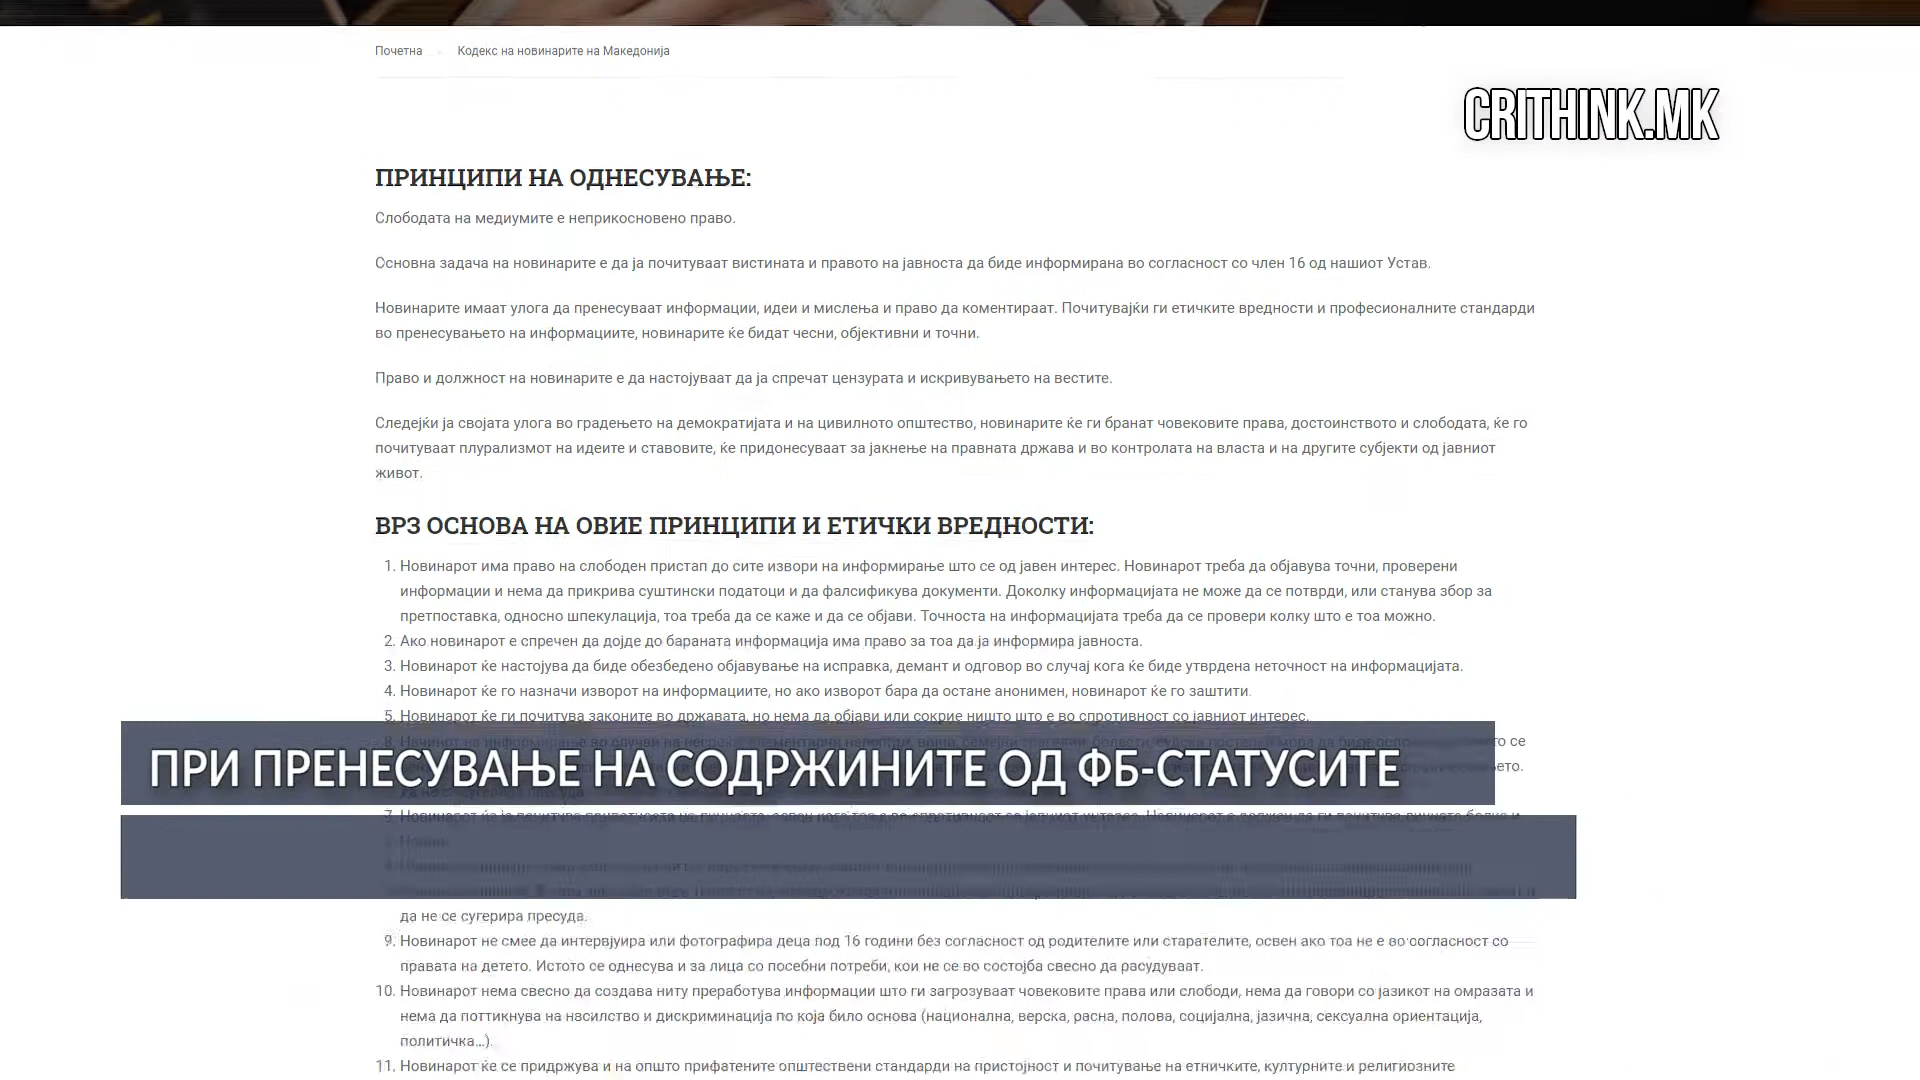 Почетна Кодекс на новинарите на Македонија
CRITHINK.MK
ПРИНЦИПИ НА ОДНЕСУВАЊЕ:
Слободата на медиумите е неприкосновено право.
Основна задача на новинарите е да ја почитуваат вистината и правото на јавноста да биде информирана во согласност со член 16 од нашиот Устав.
Новинарите имаат улога да пренесуваат информации, идеи и мислења и право да коментираат. Почитувајќи ги етичките вредности и професионалните стандарди
во пренесувањето на информациите, новинарите ќе бидат чесни, објективни и точни.
Право и должност на новинарите е да настојуваат да ја спречат цензурата и искривувањето на вестите.
Следејќи ја својата улога во градењето на демократијата и на цивилното општество, новинарите ќе ги бранат човековите права, достоинството и слободата, ќе го
почитуваат плурализмот на идеите и ставовите, ќе придонесуваат за јакнење на правната држава и во контролата на власта и на другите субјекти од јавниот
живот.
ВРЗ ОСНОВА НА ОВИЕ ПРИНЦИПИ И ЕТИЧКИ ВРЕДНОСТИ:
1. Новинарот има право на слободен пристап до сите извори на информирање што се од јавен интерес. Новинарот треба да објавува точни, проверени
информации и нема да прикрива суштински податоци и да фалсификува документи. Доколку информацијата не може да се потврди, или станува збор за
претпоставка, односно шпекулација, тоа треба да се каже и да се објави. Точноста на информацијата треба да се провери колку што е тоа можно.
2. Ако новинарот е спречен да дојде до бараната информација има право за тоа да ја информира јавноста.
3. Новинарот ќе настојува да биде обезбедено објавување на исправка, демант и одговор во случај кога ќе биде утврдена неточност на информацијата.
4. Новинарот ќе го назначи изворот на информациите, но ако изворот бара да остане анонимен, новинарот ќе го заштити.
5. Новинарот ќе ги почитува законите во државата, но нема да објави или сокрие ништо што е во спротивност со јавниот интерес.
ПРИ ПРЕНЕСУВАЊЕ НА СОДРЖИНИТЕ ОД ФБ-СТАТУСИТЕ
да не се сугерира пресуда.
9. Новинарот не смее да интервјуира или фотографира деца под 16 години без согласност од родителите или старателите, освен ако тоа не е во согласност со
правата на детето. Истото се однесува и за лица со посебни потреби, кои не се во состојба свесно да расудуваат.
10. Новинарот нема свесно да создава ниту преработува информации што ги загрозуваат човековите права или слободи, нема да говори со јазикот на омразата и
нема да поттикнува на насилство и дискриминација по која било основа (национална, верска, расна, полова, социјална, јазична, сексуална ориентација,
политичка...).
11. Новинарот ќе се придржува и на општо прифатените општествени стандарди на пристојност и почитување на етничките, културните и религиозните